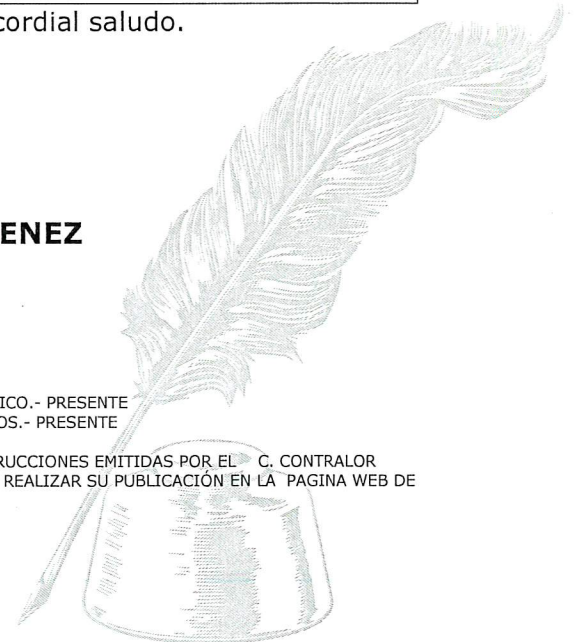 cordial saludo.
ENEZ
ICO.- PRESENTE
OS.- PRESENTE
RUCCIONES EMITIDAS POR EL C. CONTRALOR
REALIZAR SU PUBLICACIÓN EN LA PAGINA WEB DE